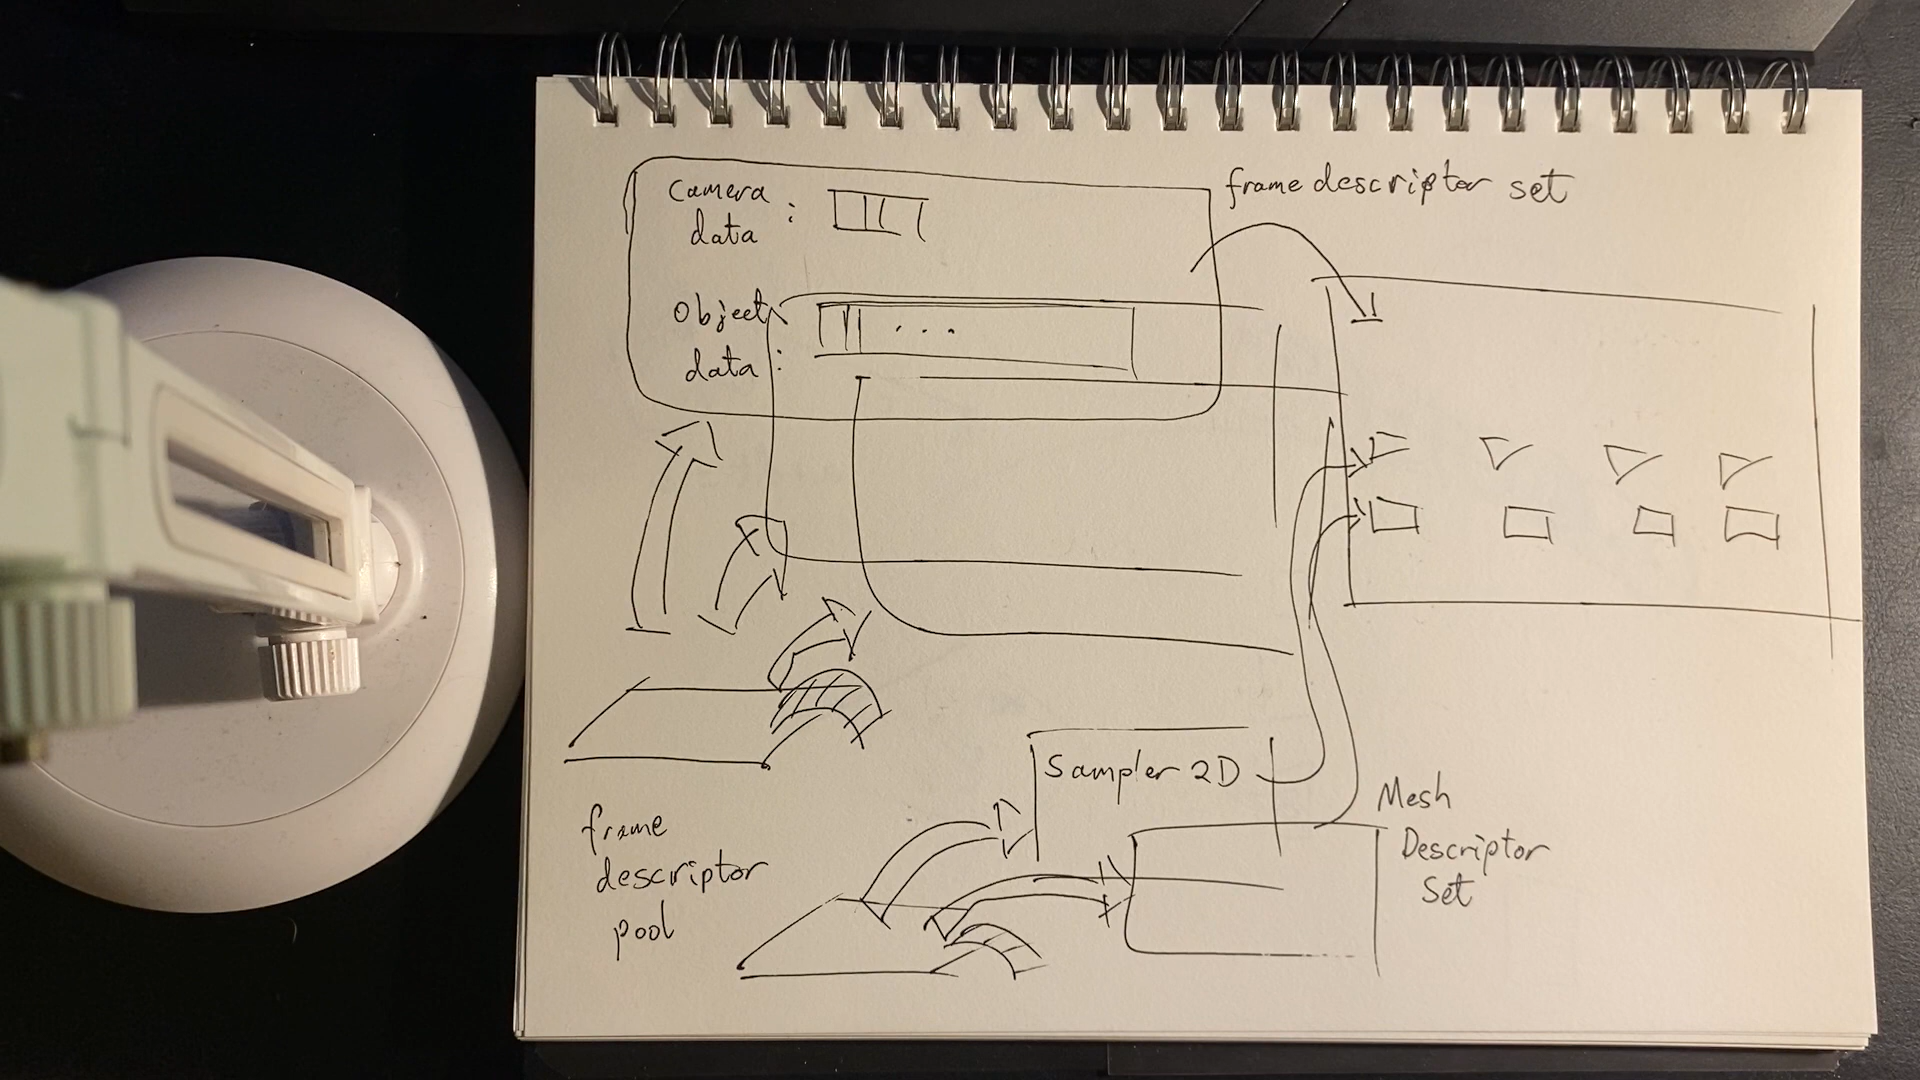 Camera
data :
frame descriptor set
Object
data :
...
Sampler 2D
Mesh
Descriptor
Set
frame
descriptor
pool